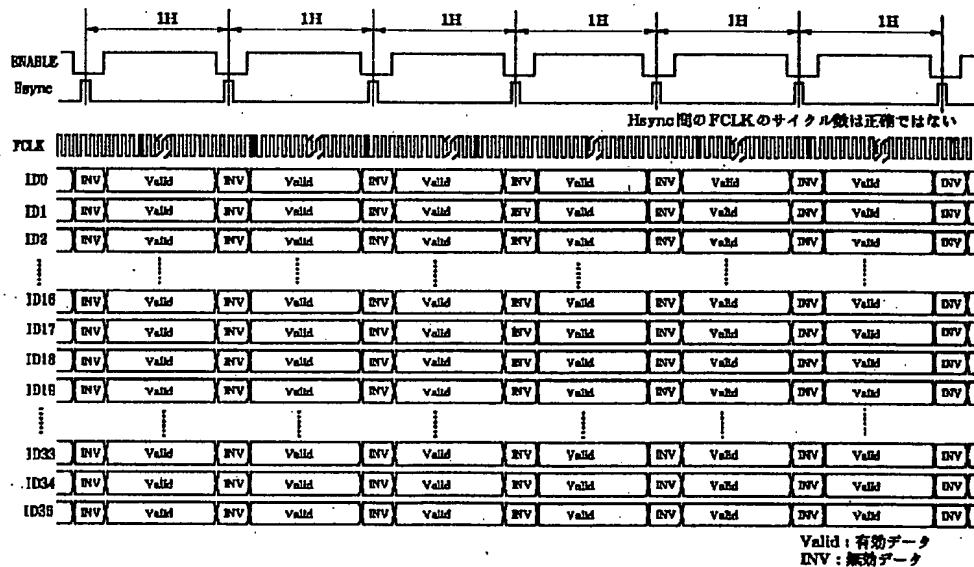 1H 1H 1H 1H 1H 1H
ENABLE
Hsync
Hsync間のFCLKのサイクル数は正確ではない
FCLK
ID0 INV Valid INV Valid INV Valid INV Valid INV Valid INV Valid INV
ID1 INV Valid INV Valid INV Valid INV Valid INV Valid INV Valid INV
ID2 INV Valid INV Valid INV Valid INV Valid INV Valid INV Valid INV
ID16 INV Valid INV Valid INV Valid INV Valid INV Valid INV Valid INV
ID17 INV Valid INV Valid INV Valid INV Valid INV Valid INV Valid INV
ID18 INV Valid INV Valid INV Valid INV Valid INV Valid INV Valid INV
ID19 INV Valid INV Valid INV Valid INV Valid INV Valid INV Valid INV
ID33 INV Valid INV Valid INV Valid INV Valid INV Valid INV Valid INV
ID34 INV Valid INV Valid INV Valid INV Valid INV Valid INV Valid INV
ID35 INV Valid INV Valid INV Valid INV Valid INV Valid INV Valid INV
Valid : 有効データ
INV : 無効データ